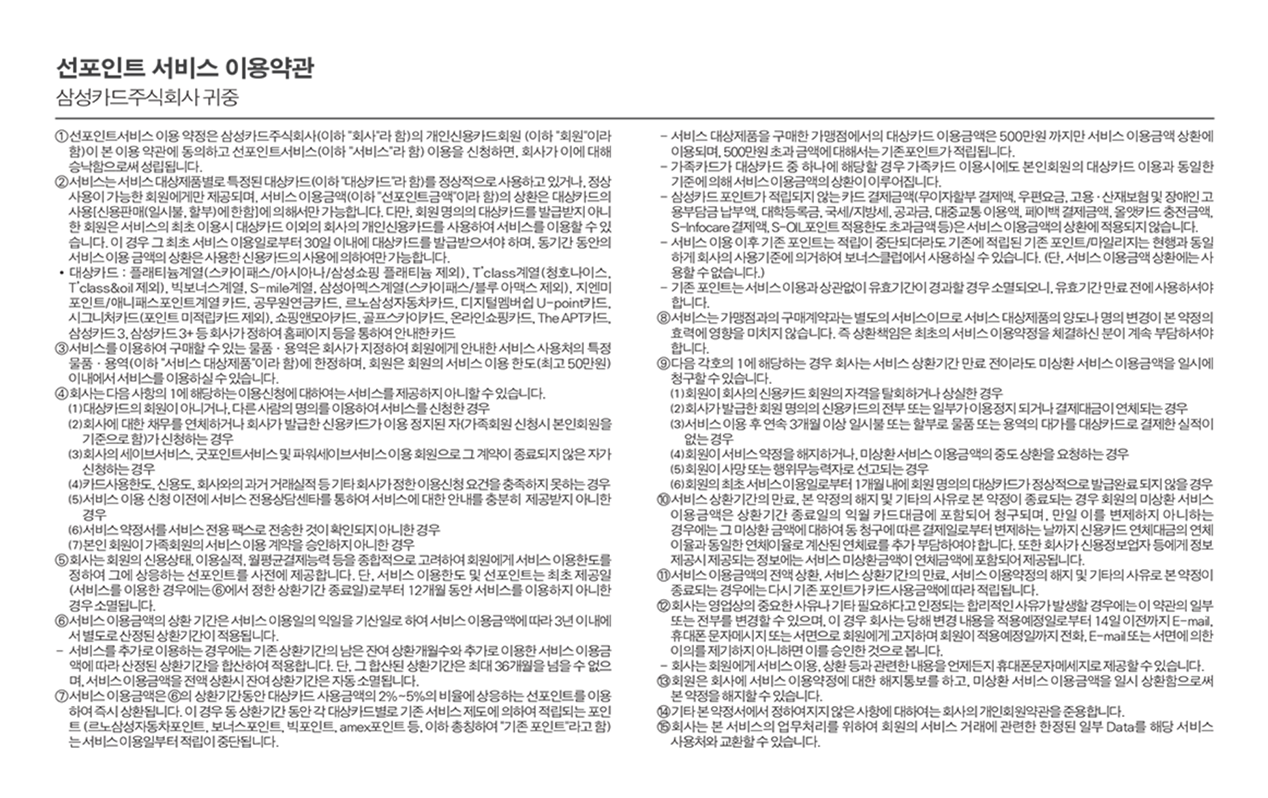 선포인트 서비스 이용약관
삼성카드주식회사 귀중
①선포인트서비스 이용 약정은 삼성카드주식회사(이하 "회사"라 함)의 개인신용카드회원 (이하 "회원"이라
함)이 본 이용 약관에 동의하고 선포인트서비스(이하 "서비스"라 함) 이용을 신청하면, 회사가 이에 대해
승낙함으로써 성립됩니다.
②서비스는 서비스 대상제품별로 특정된 대상카드(이하 "대상카드"라 함)를 정상적으로 사용하고 있거나, 정상
사용이 가능한 회원에게만 제공되며, 서비스 이용금액(이하 "선포인트금액"이라 함)의 상환은 대상카드의
사용[신용판매(일시불, 할부)에 한함]에 의해서만 가능합니다. 다만, 회원 명의의 대상카드를 발급받지 아니
한 회원은 서비스의 최초 이용시 대상카드 이외의 회사의 개인신용카드를 사용하여 서비스를 이용할 수 있
습니다. 이 경우 그 최초 서비스 이용일로부터 30일 이내에 대상카드를 발급받으셔야 하며, 동기간 동안의
서비스 이용 금액의 상환은 사용한 신용카드의 사용에 의하여만 가능합니다.
• 대상카드 : 플래티늄계열(스카이패스/아시아나/삼성쇼핑 플래티늄 제외), T'class계열(청호나이스,
T'class&oil 제외), 빅보너스계열, S-mile계열, 삼성아멕스계열(스카이패스/블루 아맥스 제외), 지엔미
포인트/애니패스포인트계열 카드, 공무원연금카드, 르노삼성자동차카드, 디지털멤버쉽 U-point카드,
시그니처카드(포인트 미적립카드 제외), 쇼핑앤모아카드, 골프스카이카드, 온라인쇼핑카드, The APT카드,
삼성카드 3, 삼성카드 3+ 등 회사가 정하여 홈페이지 등을 통하여 안내한 카드
③서비스를 이용하여 구매할 수 있는 물품 · 용역은 회사가 지정하여 회원에게 안내한 서비스 사용처의 특정
물품 · 용역(이하 "서비스 대상제품"이라 함)에 한정하며, 회원은 회원의 서비스 이용 한도(최고 50만원)
이내에서 서비스를 이용하실 수 있습니다.
④회사는 다음 사항의 1에 해당하는 이용신청에 대하여는 서비스를 제공하지 아니할 수 있습니다.
(1)대상카드의 회원이 아니거나, 다른 사람의 명의를 이용하여 서비스를 신청한 경우
(2)회사에 대한 채무를 연체하거나 회사가 발급한 신용카드가 이용 정지된 자(가족회원 신청시 본인회원을
기준으로 함)가 신청하는 경우
(3)회사의 세이브서비스, 굿포인트서비스 및 파워세이브서비스 이용 회원으로 그 계약이 종료되지 않은 자가
신청하는 경우
(4)카드사용한도, 신용도, 회사와의 과거 거래실적 등 기타 회사가 정한 이용신청 요건을 충족하지 못하는 경우
(5)서비스 이용 신청 이전에 서비스 전용상담센타를 통하여 서비스에 대한 안내를 충분히 제공받지 아니한
경우
(6)서비스 약정서를 서비스 전용 팩스로 전송한 것이 확인되지 아니한 경우
(7)본인 회원이 가족회원의 서비스 이용 계약을 승인하지 아니한 경우
⑤회사는 회원의 신용상태, 이용실적, 월평균결제능력 등을 종합적으로 고려하여 회원에게 서비스 이용한도를
정하여 그에 상응하는 선포인트를 사전에 제공합니다. 단, 서비스 이용한도 및 선포인트는 최초 제공일
(서비스를 이용한 경우에는 ⑥에서 정한 상환기간 종료일)로부터 12개월 동안 서비스를 이용하지 아니한
경우 소멸됩니다.
⑥서비스 이용금액의 상환 기간은 서비스 이용일의 익일을 기산일로 하여 서비스 이용금액에 따라 3년 이내에
서 별도로 산정된 상환기간이 적용됩니다.
- 서비스를 추가로 이용하는 경우에는 기존 상환기간의 남은 잔여 상환개월수와 추가로 이용한 서비스 이용금
액에 따라 산정된 상환기간을 합산하여 적용합니다. 단, 그 합산된 상환기간은 최대 36개월을 넘을 수 없으
며, 서비스 이용금액을 전액 상환시 잔여 상환기간은 자동 소멸됩니다.
⑦서비스 이용금액은 ⑥의 상환기간동안 대상카드 사용금액의 2%~5%의 비율에 상응하는 선포인트를 이용
하여 즉시 상환됩니다. 이 경우 동 상환기간 동안 각 대상카드별로 기존 서비스 제도에 의하여 적립되는 포인
트 (르노삼성자동차포인트, 보너스포인트, 빅포인트, amex포인트 등, 이하 총칭하여 "기존 포인트"라고 함)
는 서비스 이용일부터 적립이 중단됩니다.
- 서비스 대상제품을 구매한 가맹점에서의 대상카드 이용금액은 500만원 까지만 서비스 이용금액 상환에
이용되며, 500만원 초과 금액에 대해서는 기존포인트가 적립됩니다.
- 가족카드가 대상카드 중 하나에 해당할 경우 가족카드 이용시에도 본인회원의 대상카드 이용과 동일한
기준에 의해 서비스 이용금액의 상환이 이루어집니다.
- 삼성카드 포인트가 적립되지 않는 카드 결제금액(무이자할부 결제액, 우편요금, 고용 · 산재보험 및 장애인 고
용부담금 납부액, 대학등록금, 국세/지방세, 공과금, 대중교통 이용액, 페이백 결제금액, 올앳카드 충전금액,
S-Infocare 결제액, S-OIL포인트 적용한도 초과금액 등)은 서비스 이용금액의 상환에 적용되지 않습니다.
- 서비스 이용 이후 기존 포인트는 적립이 중단되더라도 기존에 적립된 기존 포인트/마일리지는 현행과 동일
하게 회사의 사용기준에 의거하여 보너스클럽에서 사용하실 수 있습니다. (단, 서비스 이용금액 상환에는 사
용할 수 없습니다.)
- 기존 포인트는 서비스 이용과 상관없이 유효기간이 경과할 경우 소멸되오니, 유효기간 만료 전에 사용하셔야
합니다.
⑧서비스는 가맹점과의 구매계약과는 별도의 서비스이므로 서비스 대상제품의 양도나 명의 변경이 본 약정의
효력에 영향을 미치지 않습니다. 즉 상환책임은 최초의 서비스 이용약정을 체결하신 분이 계속 부담하셔야
합니다.
⑨다음 각호의 1에 해당하는 경우 회사는 서비스 상환기간 만료 전이라도 미상환 서비스 이용금액을 일시에
청구할 수 있습니다.
(1)회원이 회사의 신용카드 회원의 자격을 탈회하거나 상실한 경우
(2)회사가 발급한 회원 명의의 신용카드의 전부 또는 일부가 이용정지 되거나 결제대금이 연체되는 경우
(3)서비스 이용 후 연속 3개월 이상 일시불 또는 할부로 물품 또는 용역의 대가를 대상카드로 결제한 실적이
없는 경우
(4)회원이 서비스 약정을 해지하거나, 미상환 서비스 이용금액의 중도 상환을 요청하는 경우
(5)회원이 사망 또는 행위무능력자로 선고되는 경우
(6)회원의 최초 서비스 이용일로부터 1개월 내에 회원 명의의 대상카드가 정상적으로 발급완료 되지 않을 경우
⑩서비스 상환기간의 만료, 본 약정의 해지 및 기타의 사유로 본 약정이 종료되는 경우 회원의 미상환 서비스
이용금액은 상환기간 종료일의 익월 카드대금에 포함되어 청구되며, 만일 이를 변제하지 아니하는
경우에는 그 미상환 금액에 대하여 동 청구에 따른 결제일로부터 변제하는 날까지 신용카드 연체대금의 연체
이율과 동일한 연체이율로 계산된 연체료를 추가 부담하여야 합니다. 또한 회사가 신용정보업자 등에게 정보
제공시 제공되는 정보에는 서비스 미상환금액이 연체금액에 포함되어 제공됩니다.
⑪서비스 이용금액의 전액 상환, 서비스 상환기간의 만료, 서비스 이용약정의 해지 및 기타의 사유로 본 약정이
종료되는 경우에는 다시 기존 포인트가 카드사용금액에 따라 적립됩니다.
⑫회사는 영업상의 중요한 사유나 기타 필요하다고 인정되는 합리적인 사유가 발생할 경우에는 이 약관의 일부
또는 전부를 변경할 수 있으며, 이 경우 회사는 당해 변경 내용을 적용예정일로부터 14일 이전까지 E-mail,
휴대폰 문자메시지 또는 서면으로 회원에게 고지하며 회원이 적용예정일까지 전화, E-mail 또는 서면에 의한
이의를 제기하지 아니하면 이를 승인한 것으로 봅니다.
- 회사는 회원에게 서비스 이용, 상환 등과 관련한 내용을 언제든지 휴대폰문자메세지로 제공할 수 있습니다.
⑬회원은 회사에 서비스 이용약정에 대한 해지통보를 하고, 미상환 서비스 이용금액을 일시 상환함으로써
본 약정을 해지할 수 있습니다.
⑭기타 본 약정서에서 정하여지지 않은 사항에 대하여는 회사의 개인회원약관을 준용합니다.
⑮회사는 본 서비스의 업무처리를 위하여 회원의 서비스 거래에 관련한 한정된 일부 Data를 해당 서비스
사용처와 교환할 수 있습니다.